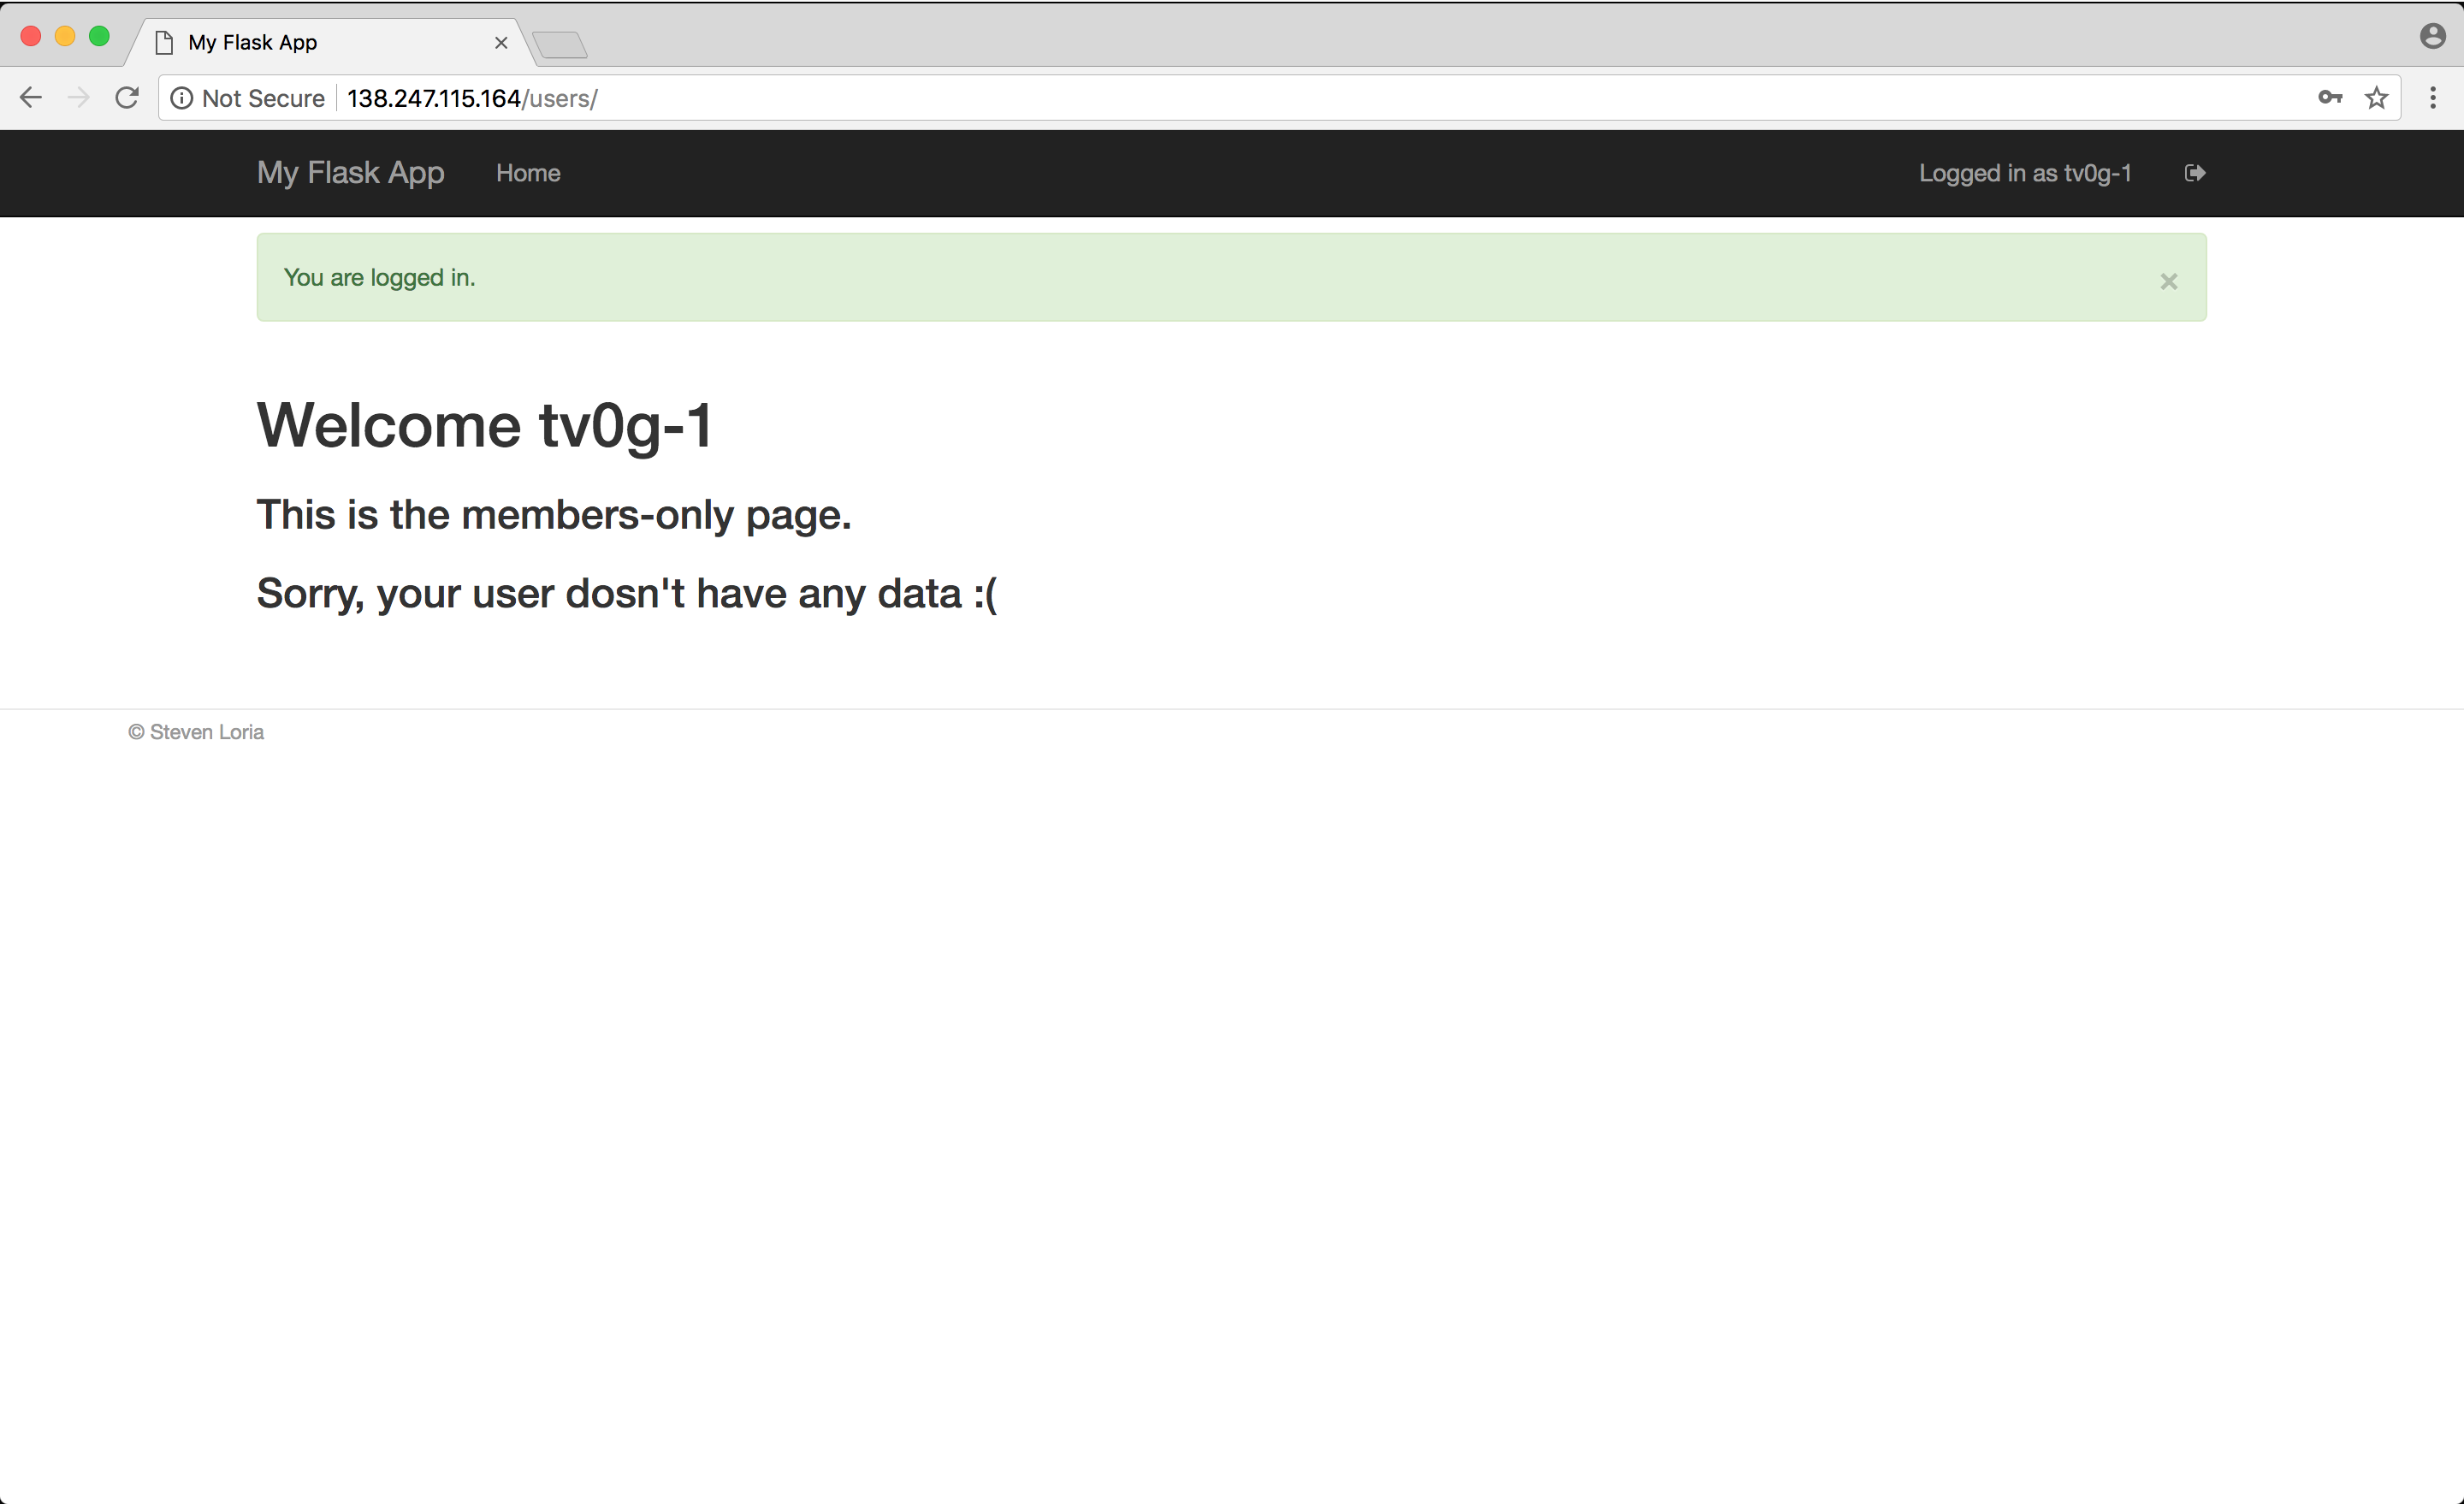 My Flask App
Not Secure 138.247.115.164/users/
My Flask App Home Logged in as tv0g-1
You are logged in. ×
Welcome tv0g-1
This is the members-only page.
Sorry, your user dosn't have any data :(
© Steven Loria